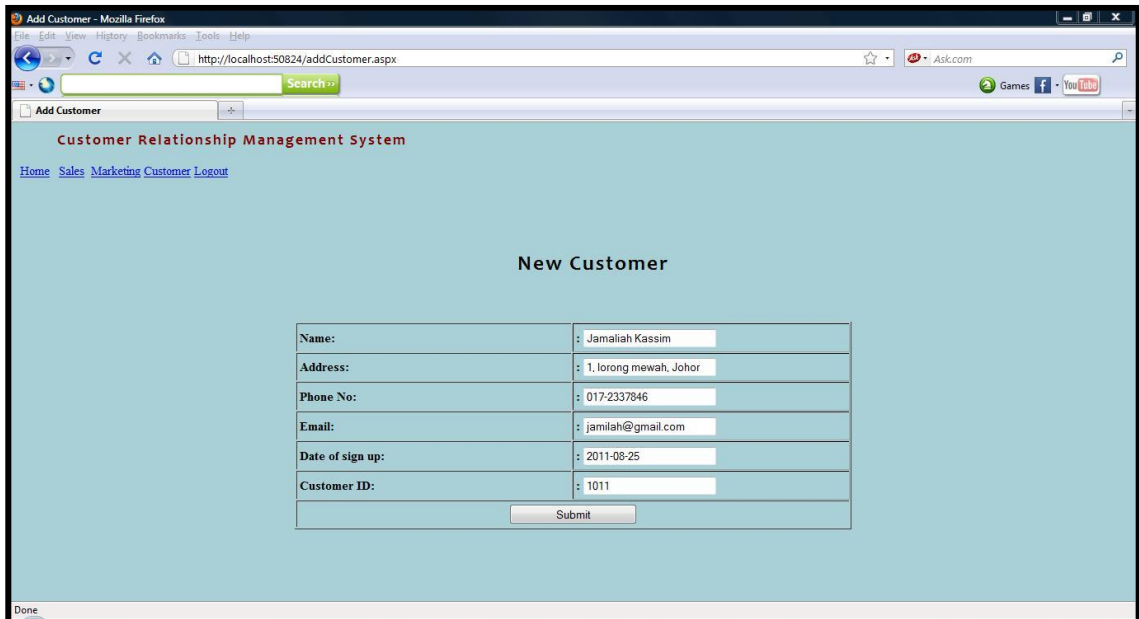 Add Customer - Mozilla Firefox
File Edit View History Bookmarks Tools Help
http://localhost:50824/addCustomer.aspx
Ask.com
Search »
Games
You Tube
Add Customer
Customer Relationship Management System
Home Sales Marketing Customer Logout
New Customer
Name: : Jamaliah Kassim
Address: : 1, lorong mewah, Johor
Phone No: : 017-2337846
Email: : jamilah@gmail.com
Date of sign up: : 2011-08-25
Customer ID: : 1011
Submit
Done